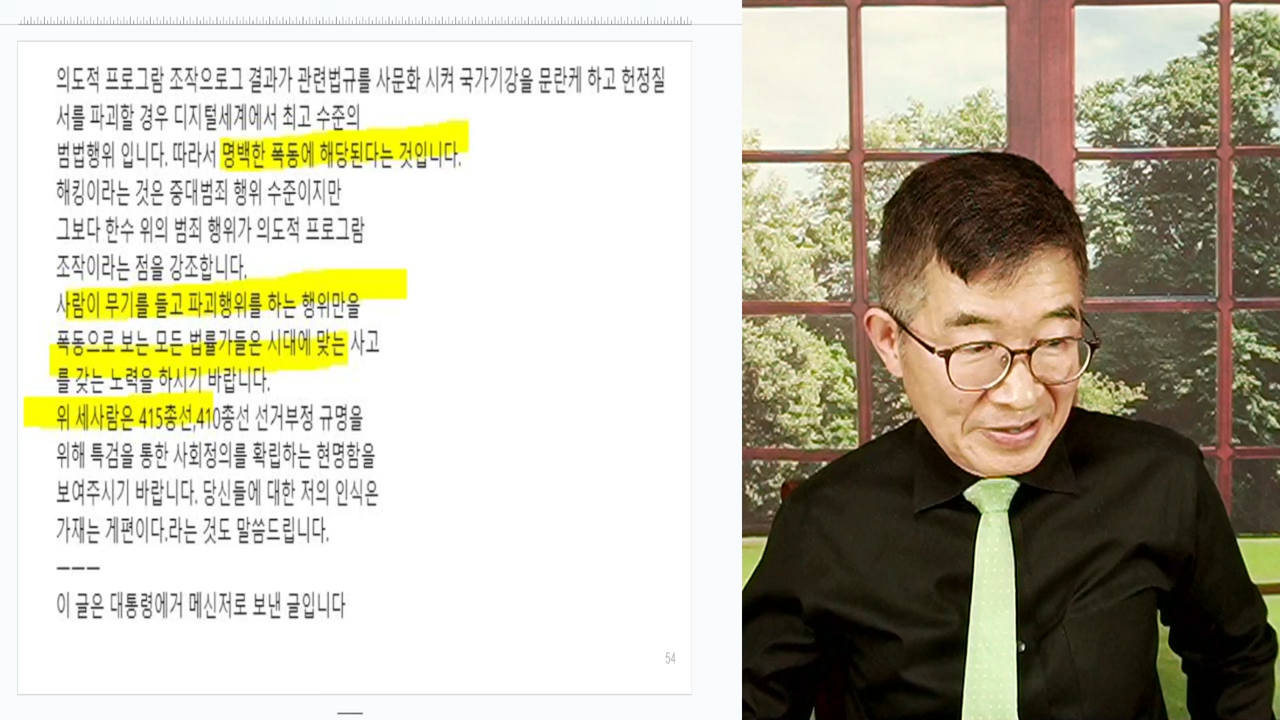 의도적 프로그람 조작으로그 결과가 관련법규를 사문화 시켜 국가기강을 문란케 하고 헌정질
서를 파괴할 경우 디지털세계에서 최고 수준의
범법행위 입니다. 따라서 명백한 폭동에 해당된다는 것입니다.
해킹이라는 것은 중대범죄 행위 수준이지만
그보다 한수 위의 범죄 행위가 의도적 프로그람
조작이라는 점을 강조합니다.
사람이 무기를 들고 파괴행위를 하는 행위만을
폭동으로 보는 모든 법률가들은 시대에 맞는 사고
를 갖는 노력을 하시기 바랍니다.
위 세사람은 415총선,410총선 선거부정 규명을
위해 특검을 통한 사회정의를 확립하는 현명함을
보여주시기 바랍니다. 당신들에 대한 저의 인식은
가재는 게편이다.라는 것도 말씀드립니다.
ㅡㅡㅡ
이 글은 대통령에거 메신저로 보낸 글입니다
54